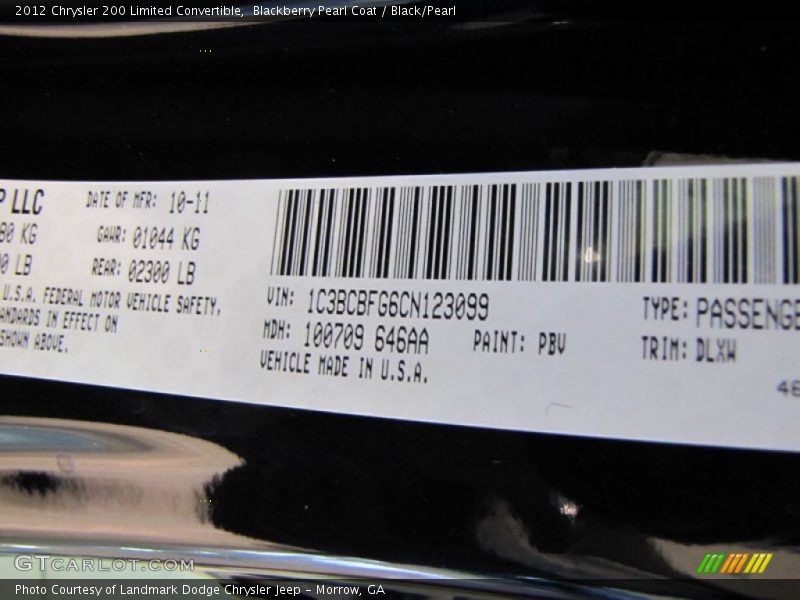 2012 Chrysler 200 Limited Convertible, Blackberry Pearl Coat / Black/Pearl
LLC
DATE OF MFR: 10-11
KG
GAWR: 01044 KG
LB
REAR: 02300 LB
U.S.A. FEDERAL MOTOR VEHICLE SAFETY,
IN EFFECT ON
SHOWN ABOVE.
VIN: 1C3BCBFG6CN123099
MDH: 100709 646AA
PAINT: PBV
VEHICLE MADE IN U.S.A.
TYPE: PASSENGE
TRIM: DLXW
GTCarLot.com
Photo Courtesy of Landmark Dodge Chrysler Jeep – Morrow, GA